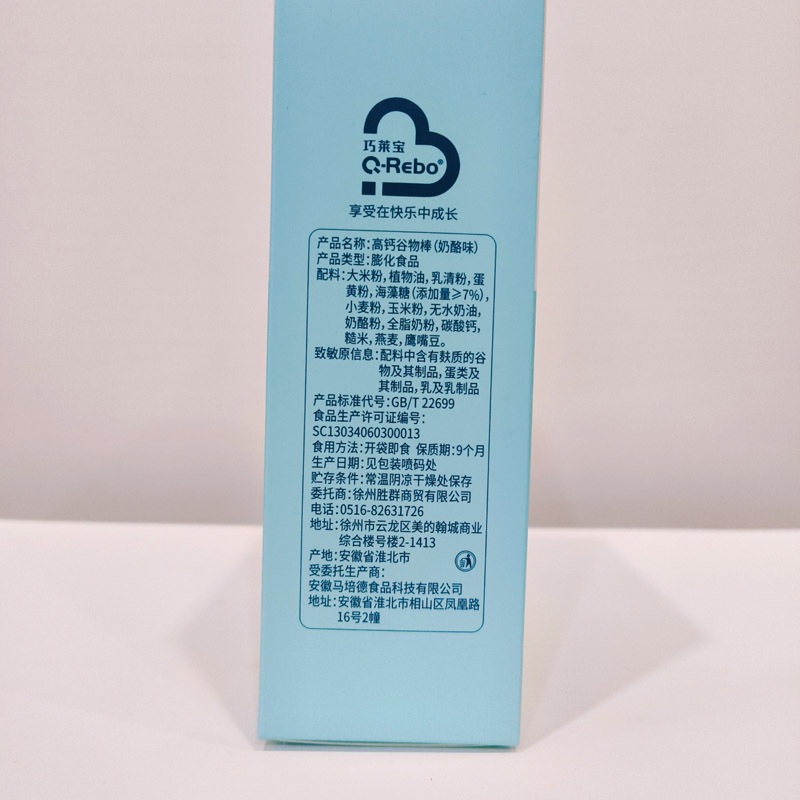 巧莱宝
Q-Rebo®
享受在快乐中成长
产品名称：高钙谷物棒（奶酪味）
产品类型：膨化食品
配料：大米粉，植物油，乳清粉，蛋
黄粉，海藻糖（添加量≥7%），
小麦粉，玉米粉，无水奶油，
奶酪粉，全脂奶粉，碳酸钙，
糙米，燕麦，鹰嘴豆。
致敏原信息：配料中含有麸质的谷
物及其制品，蛋类及
其制品，乳及乳制品
产品标准代号：GB/T 22699
食品生产许可证编号：
SC13034060300013
食用方法：开袋即食 保质期：9个月
生产日期：见包装喷码处
贮存条件：常温阴凉干燥处保存
委托商：徐州胜群商贸有限公司
电话：0516-82631726
地址：徐州市云龙区美的翰城商业
综合楼号楼2-1413
产地：安徽省淮北市
受委托生产商：
安徽马培德食品科技有限公司
地址：安徽省淮北市相山区凤凰路
16号2幢